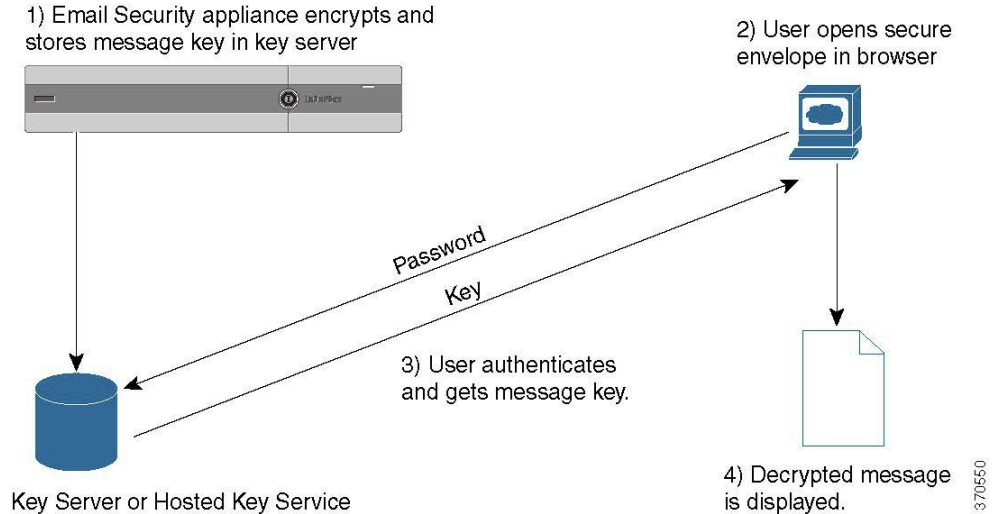 1) Email Security appliance encrypts and
stores message key in key server
2) User opens secure
envelope in browser
Password
Key
3) User authenticates
and gets message key.
Key Server or Hosted Key Service
4) Decrypted message
is displayed.
370550